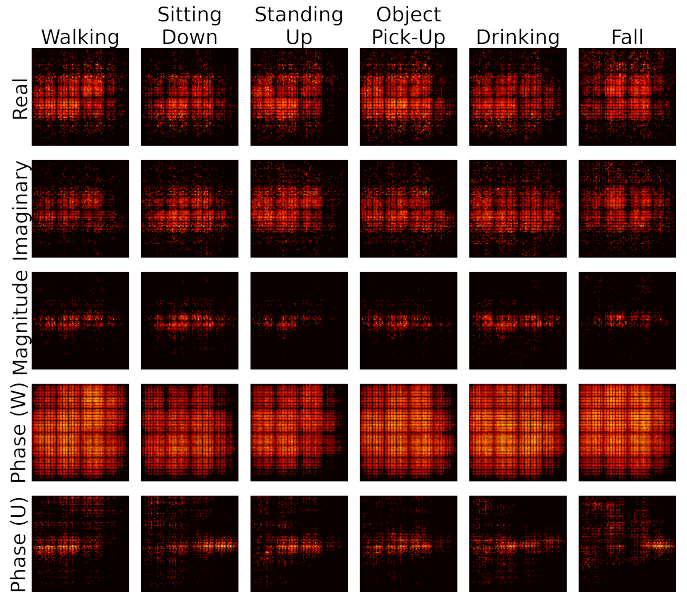 Walking
Sitting
Down
Standing
Up
Object
Pick-Up
Drinking
Fall
Real
Imaginary
Magnitude
Phase (W)
Phase (U)